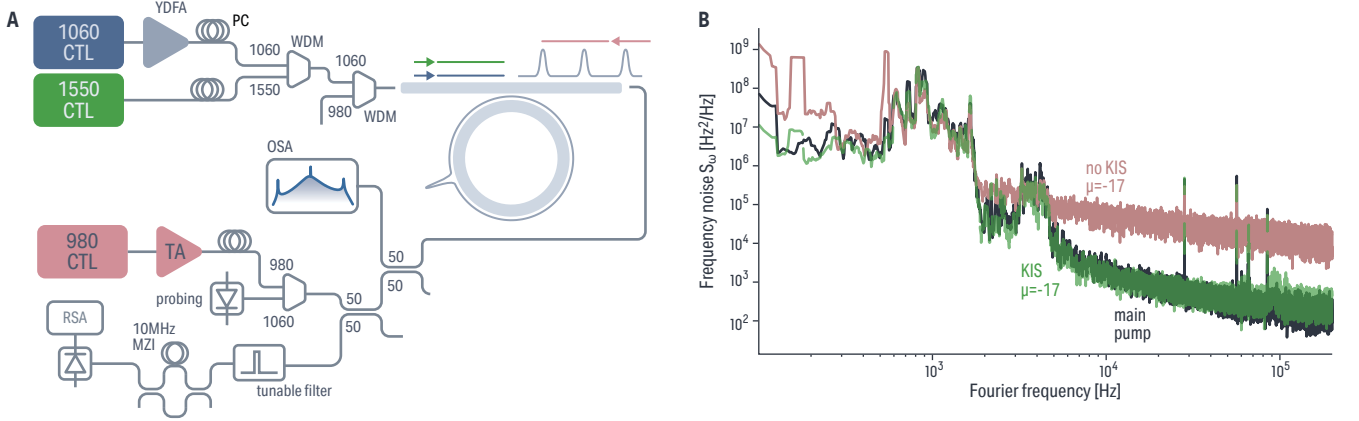 A
YDFA
PC
1060
CTL
1550
CTL
1060
1550
WDM
1060
980
WDM
OSA
980
CTL
TA
980
1060
probing
50
50
50
50
RSA
10MHz
MZI
tunable filter
B
Frequency noise Sω [Hz²/Hz]
10⁹
10⁸
10⁷
10⁶
10⁵
10⁴
10³
10²
no KIS
μ=-17
KIS
μ=-17
main
pump
10³
10⁴
10⁵
Fourier frequency [Hz]